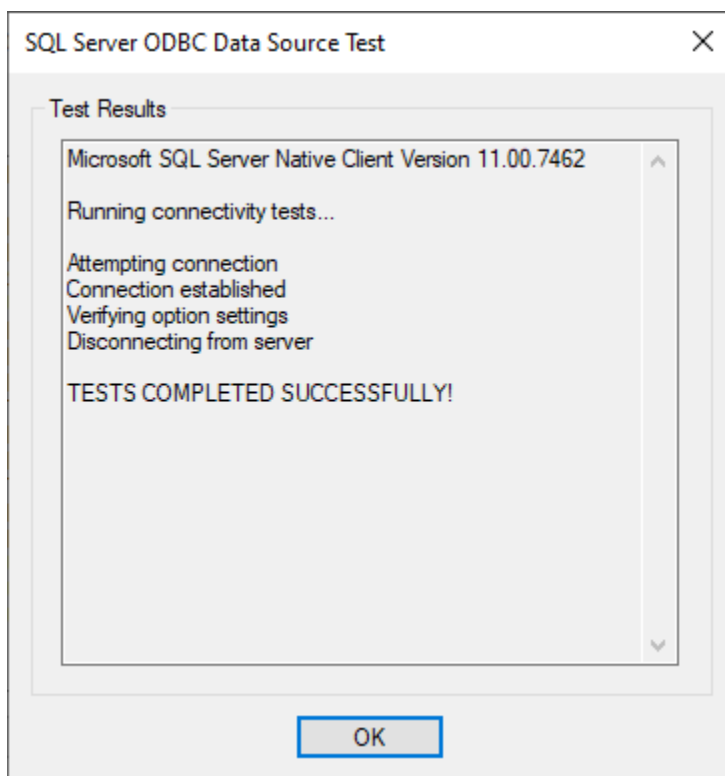 SQL Server ODBC Data Source Test
Test Results
Microsoft SQL Server Native Client Version 11.00.7462
Running connectivity tests...
Attempting connection
Connection established
Verifying option settings
Disconnecting from server
TESTS COMPLETED SUCCESSFULLY!
OK